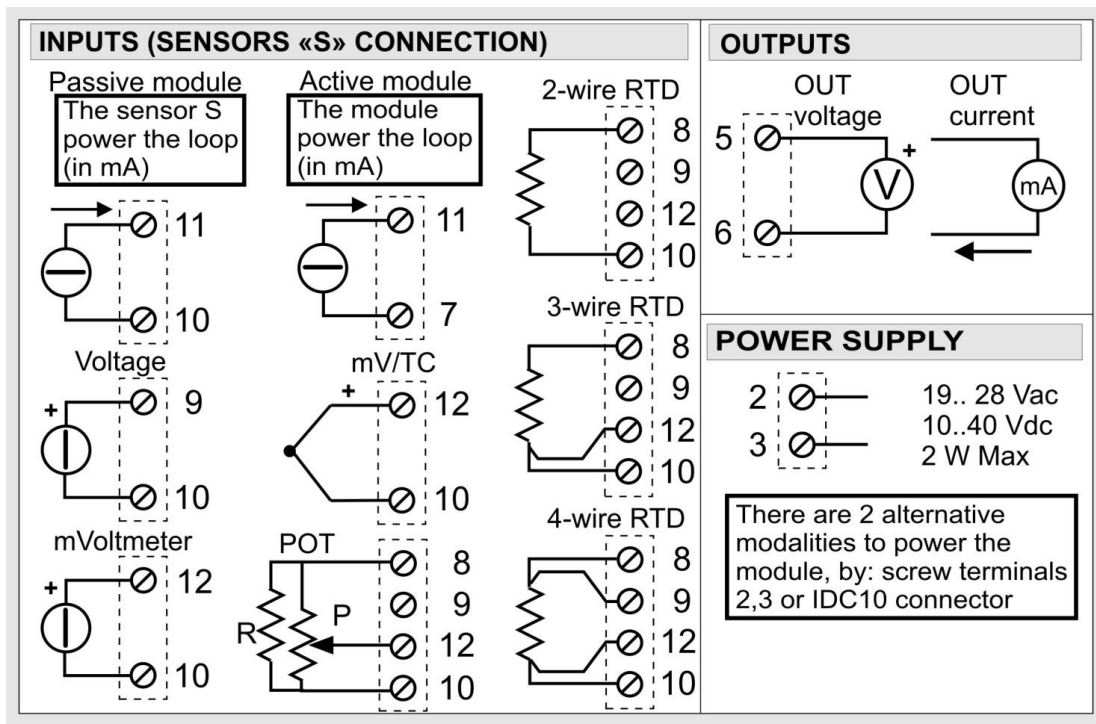 INPUTS (SENSORS «S» CONNECTION)
Passive module
The sensor S
power the loop
(in mA)
11
10
Active module
The module
power the loop
(in mA)
11
7
2-wire RTD
8
9
12
10
Voltage
+
9
10
mV/TC
+
12
10
3-wire RTD
8
9
12
10
mVoltmeter
+
12
10
POT
R
P
8
9
12
10
4-wire RTD
8
9
12
10
OUTPUTS
OUT
voltage
OUT
current
5
6
+
V
mA
POWER SUPPLY
2
3
19.. 28 Vac
10..40 Vdc
2 W Max
There are 2 alternative
modalities to power the
module, by: screw terminals
2,3 or IDC10 connector